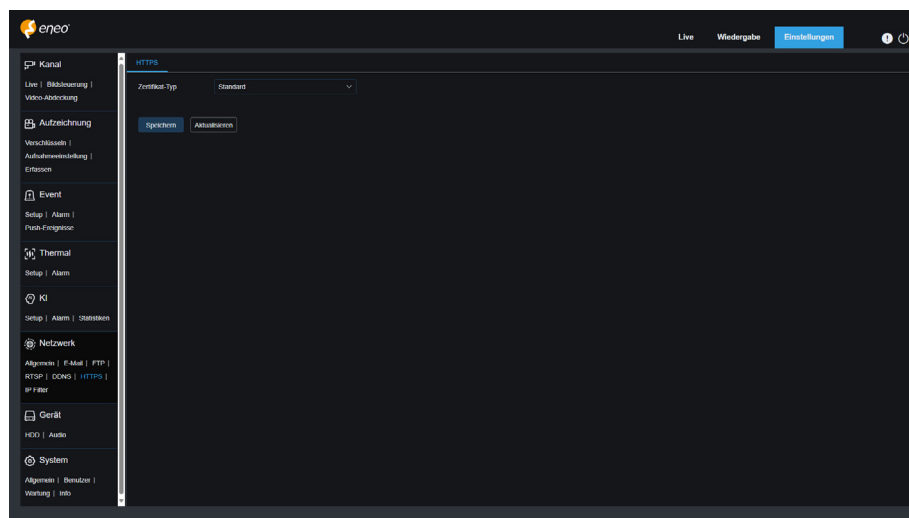 eneo
Live Wiedergabe Einstellungen
Kanal
Live | Bildsteuerung |
Video-Abdeckung
Aufzeichnung
Verschlüsseln |
Aufnahmeeinstellung |
Erfassen
Event
Setup | Alarm |
Push-Ereignisse
Thermal
Setup | Alarm
KI
Setup | Alarm | Statistiken
Netzwerk
Allgemein | E-Mail | FTP |
RTSP | DDNS | HTTPS |
IP Filter
Gerät
HDD | Audio
System
Allgemein | Benutzer |
Wartung | Info
HTTPS
Zertifikat-Typ Standard
Speichern Aktualisieren